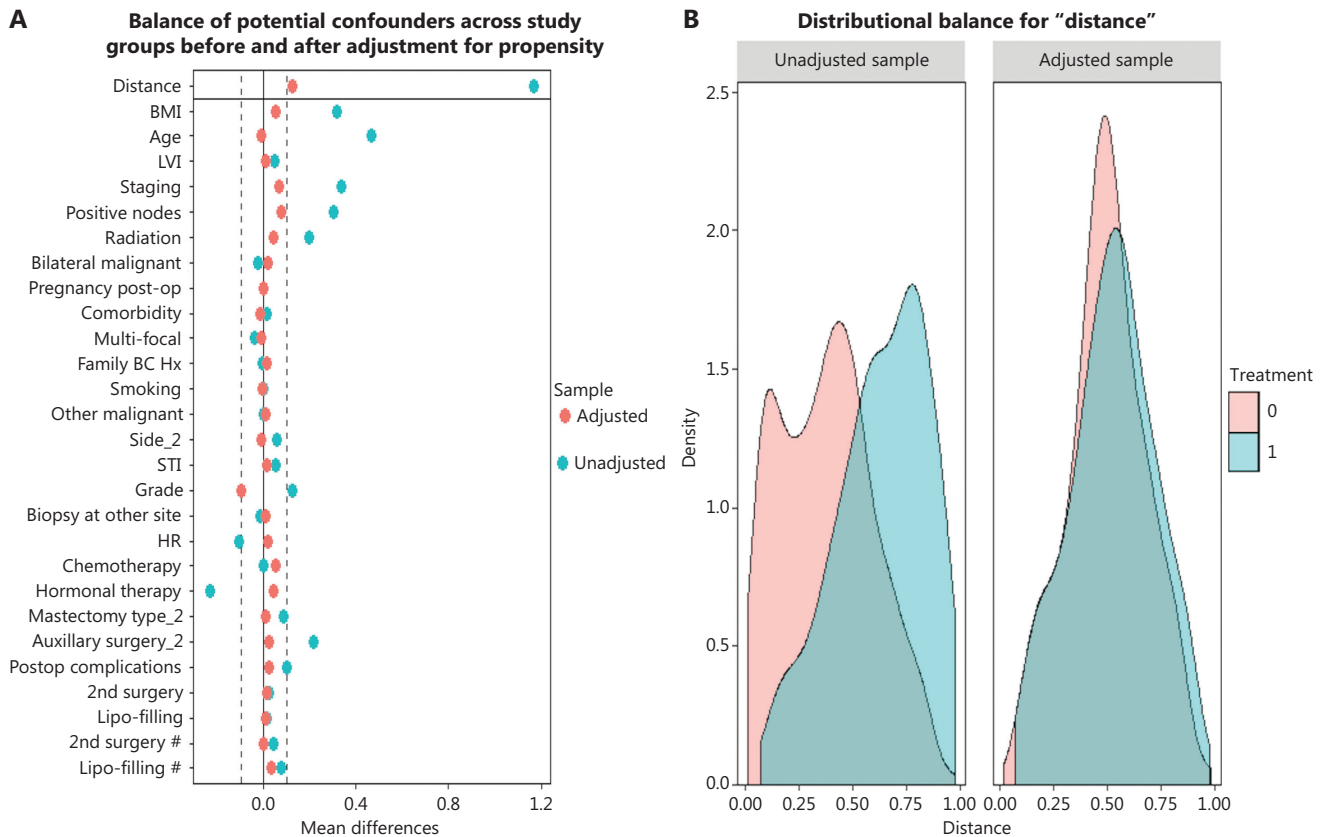 A
Balance of potential confounders across study
groups before and after adjustment for propensity
Distance
BMI
Age
LVI
Staging
Positive nodes
Radiation
Bilateral malignant
Pregnancy post-op
Comorbidity
Multi-focal
Family BC Hx
Smoking
Other malignant
Side_2
STI
Grade
Biopsy at other site
HR
Chemotherapy
Hormonal therapy
Mastectomy type_2
Auxillary surgery_2
Postop complications
2nd surgery
Lipo-filling
2nd surgery #
Lipo-filling #
0.0 0.4 0.8 1.2
Mean differences
Sample
Adjusted
Unadjusted
B
Distributional balance for “distance”
Unadjusted sample
Adjusted sample
2.5
2.0
1.5
1.0
0.5
0.0
Density
0.00 0.25 0.50 0.75 1.00
0.00 0.25 0.50 0.75 1.00
Distance
Treatment
0
1